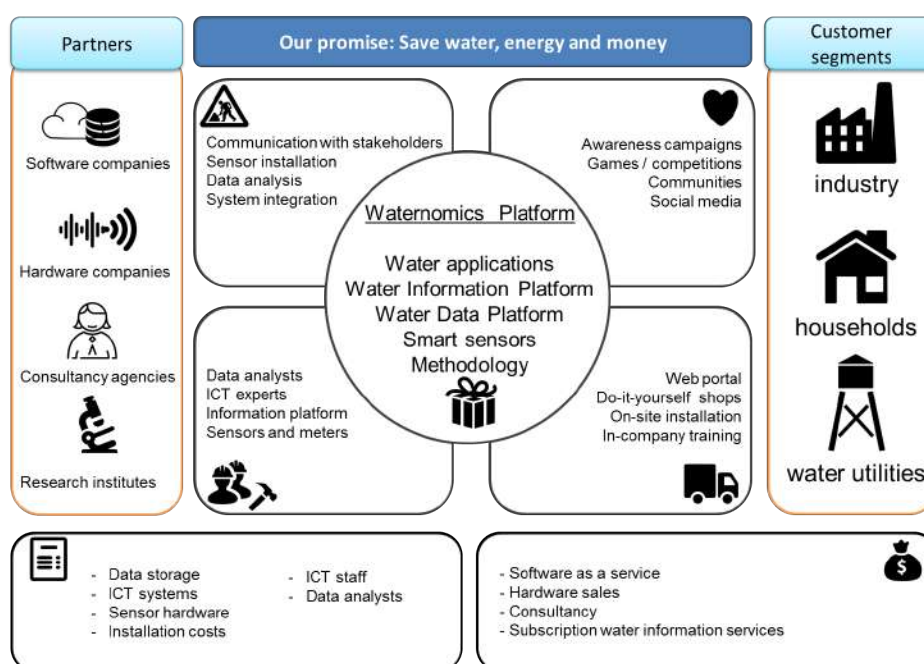 Partners
Our promise: Save water, energy and money
Customer
segments
Software companies
Hardware companies
Consultancy agencies
Research institutes
Communication with stakeholders
Sensor installation
Data analysis
System integration
Awareness campaigns
Games / competitions
Communities
Social media
Waternomics Platform
Water applications
Water Information Platform
Water Data Platform
Smart sensors
Methodology
Data analysts
ICT experts
Information platform
Sensors and meters
Web portal
Do-it-yourself shops
On-site installation
In-company training
industry
households
water utilities
- Data storage
- ICT systems
- Sensor hardware
- Installation costs
- ICT staff
- Data analysts
- Software as a service
- Hardware sales
- Consultancy
- Subscription water information services
$